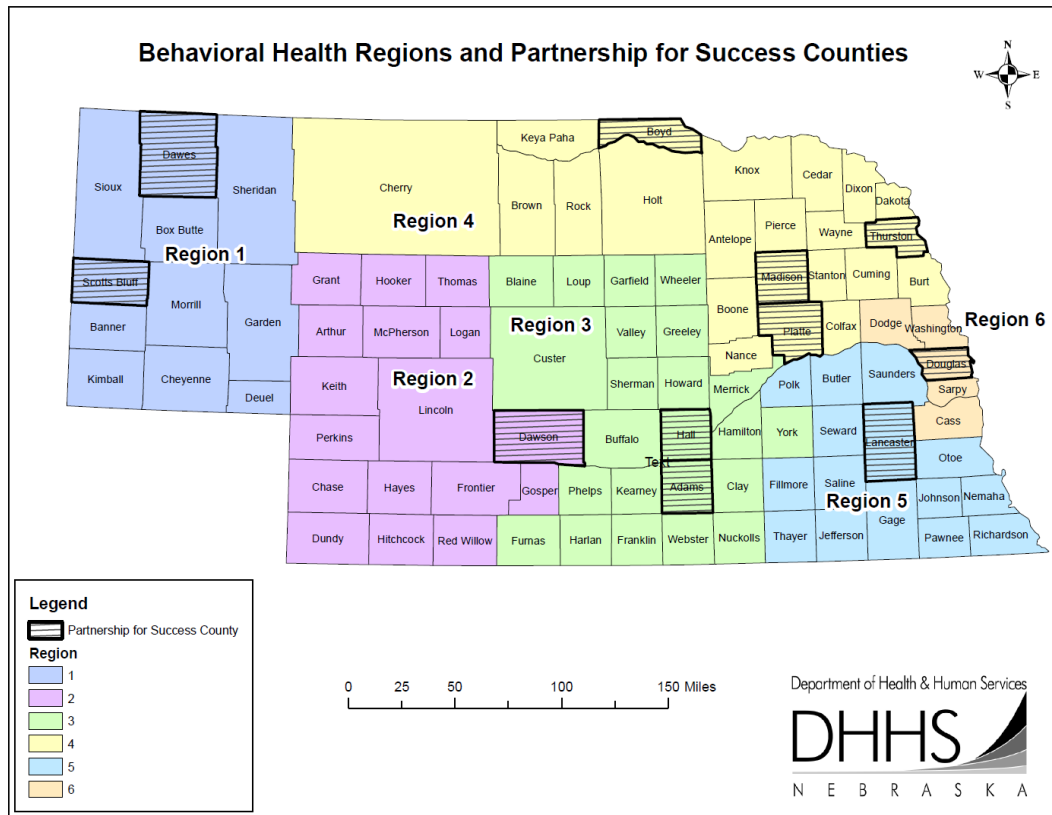 Behavioral Health Regions and Partnership for Success Counties
N
W E
S
Boyd
Keya Paha
Dawes
Knox
Cedar
Dixon
Sioux
Sheridan
Cherry
Dakota
Brown
Rock
Holt
Region 4
Pierce
Wayne
Box Butte
Antelope
Thurston
Region 1
Scotts Bluff
Grant
Hooker
Thomas
Blaine
Loup
Garfield
Wheeler
Madison
Stanton
Cuming
Burt
Morrill
Garden
Boone
Banner
Arthur
McPherson
Logan
Region 3
Valley
Greeley
Platte
Colfax
Dodge
Washington
Region 6
Custer
Nance
Kimball
Cheyenne
Deuel
Keith
Region 2
Lincoln
Sherman
Howard
Merrick
Polk
Butler
Saunders
Douglas
Sarpy
Perkins
Dawson
Buffalo
Hall
Hamilton
York
Seward
Lancaster
Cass
Text
Otoe
Chase
Hayes
Frontier
Gosper
Phelps
Kearney
Adams
Clay
Fillmore
Saline
Region 5
Johnson
Nemaha
Gage
Dundy
Hitchcock
Red Willow
Furnas
Harlan
Franklin
Webster
Nuckolls
Thayer
Jefferson
Pawnee
Richardson
Legend
Partnership for Success County
Region
1
2
3
4
5
6
0 25 50 100 150 Miles
Department of Health & Human Services
DHHS
NEBRASKA